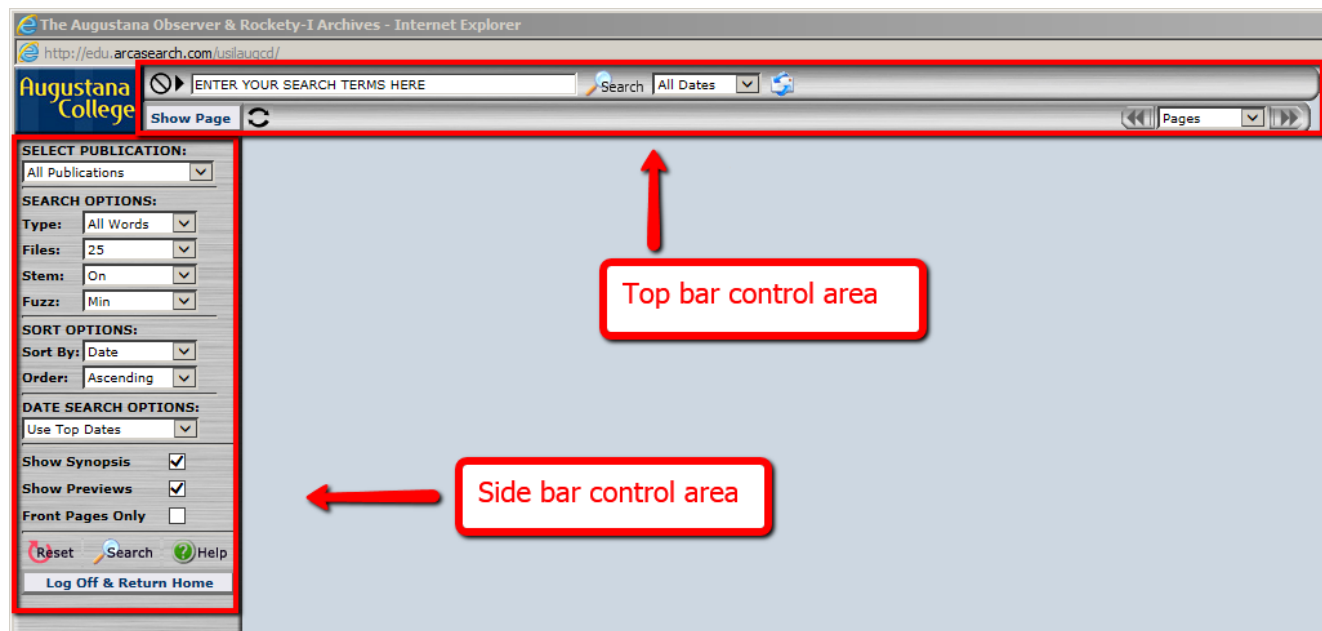 The Augustana Observer & Rockety-I Archives - Internet Explorer
http://edu.arcasearch.com/usilaugcd/
Augustana
College
ENTER YOUR SEARCH TERMS HERE
Search
All Dates
Show Page
Pages
SELECT PUBLICATION:
All Publications
SEARCH OPTIONS:
Type: All Words
Files: 25
Stem: On
Fuzz: Min
SORT OPTIONS:
Sort By: Date
Order: Ascending
DATE SEARCH OPTIONS:
Use Top Dates
Show Synopsis
Show Previews
Front Pages Only
Reset Search Help
Log Off & Return Home
Top bar control area
Side bar control area